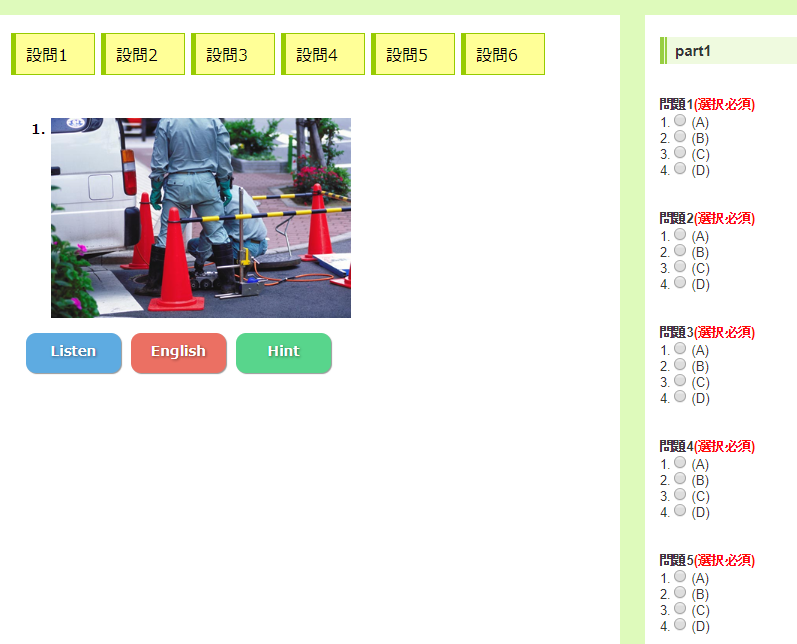 設問1 設問2 設問3 設問4 設問5 設問6
1.
Listen English Hint
part1
問題1(選択必須)
1. (A)
2. (B)
3. (C)
4. (D)
問題2(選択必須)
1. (A)
2. (B)
3. (C)
4. (D)
問題3(選択必須)
1. (A)
2. (B)
3. (C)
4. (D)
問題4(選択必須)
1. (A)
2. (B)
3. (C)
4. (D)
問題5(選択必須)
1. (A)
2. (B)
3. (C)
4. (D)